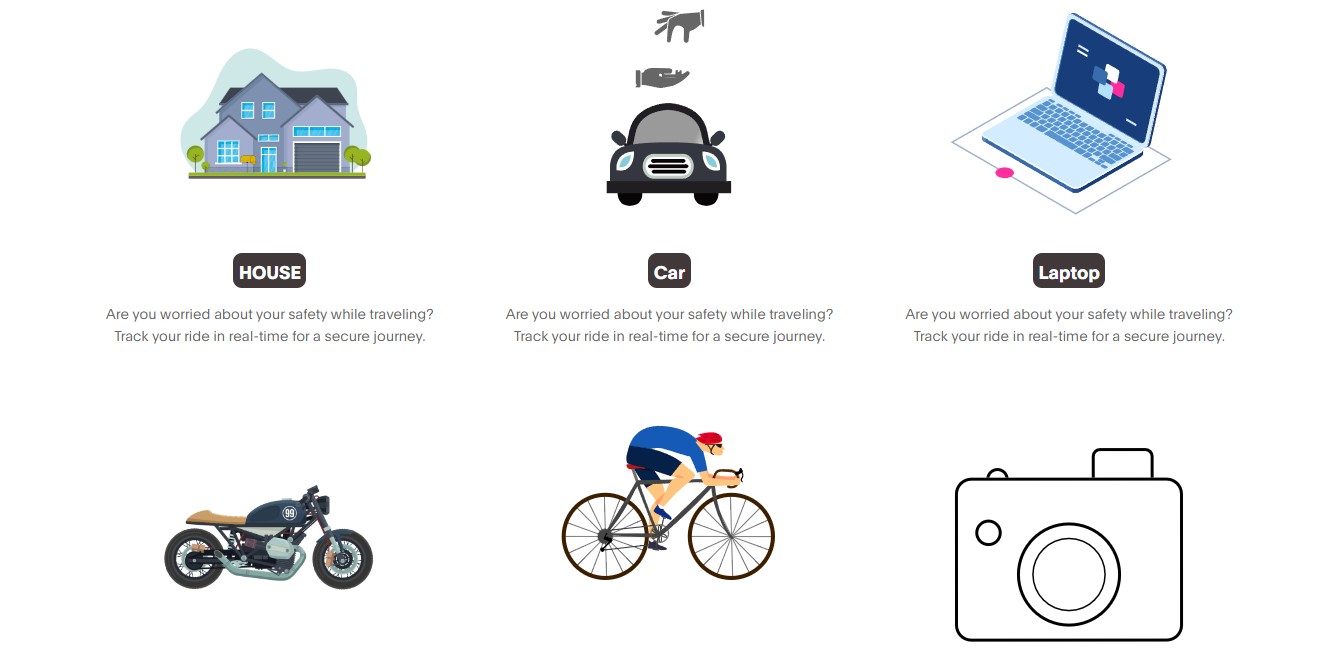 HOUSE
Car
Laptop
Are you worried about your safety while traveling?
Track your ride in real-time for a secure journey.
Are you worried about your safety while traveling?
Track your ride in real-time for a secure journey.
Are you worried about your safety while traveling?
Track your ride in real-time for a secure journey.
99